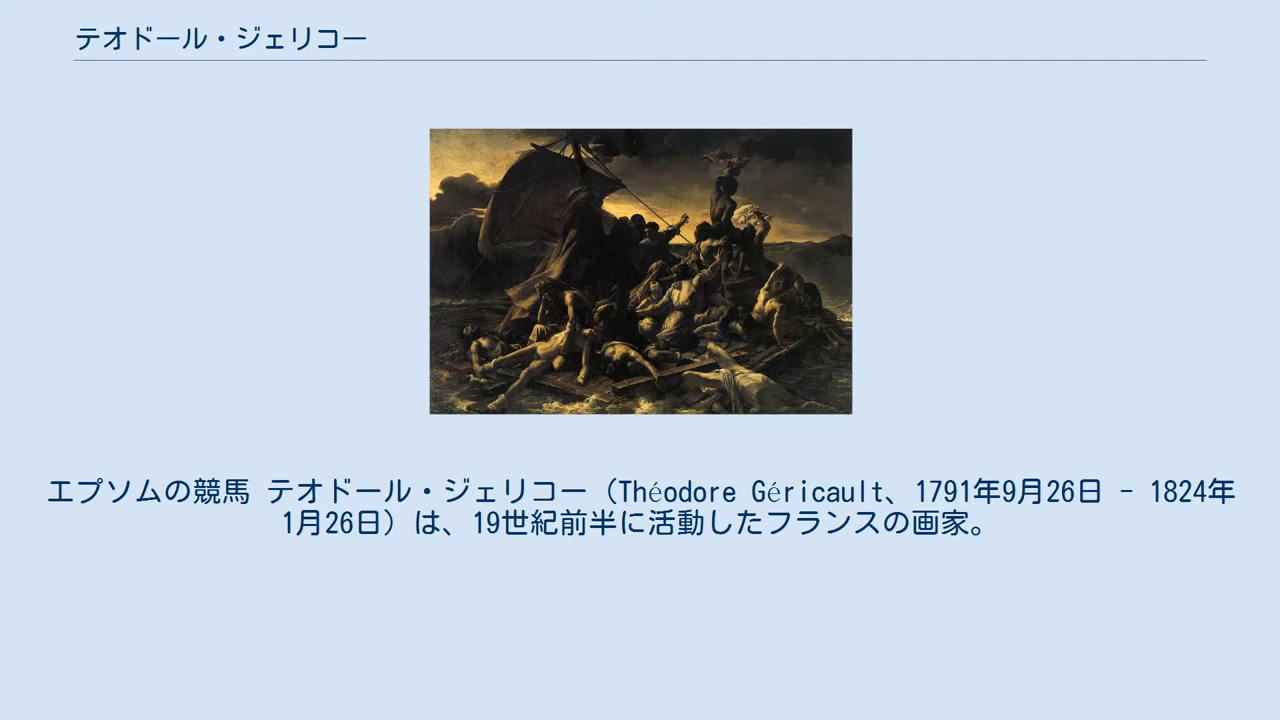 テオドール・ジェリコー
エプソムの競馬 テオドール・ジェリコー（Théodore Géricault、1791年9月26日 - 1824年
1月26日）は、19世紀前半に活動したフランスの画家。